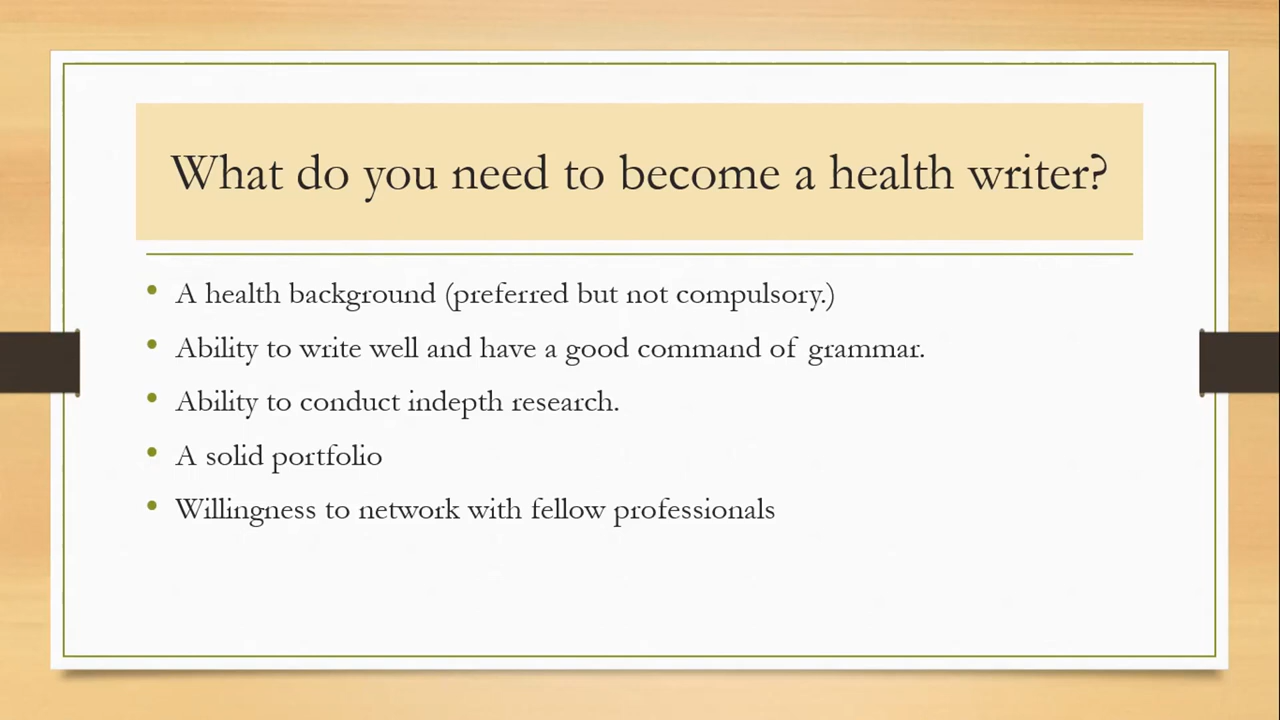 What do you need to become a health writer?
• A health background (preferred but not compulsory.)
• Ability to write well and have a good command of grammar.
• Ability to conduct indepth research.
• A solid portfolio
• Willingness to network with fellow professionals